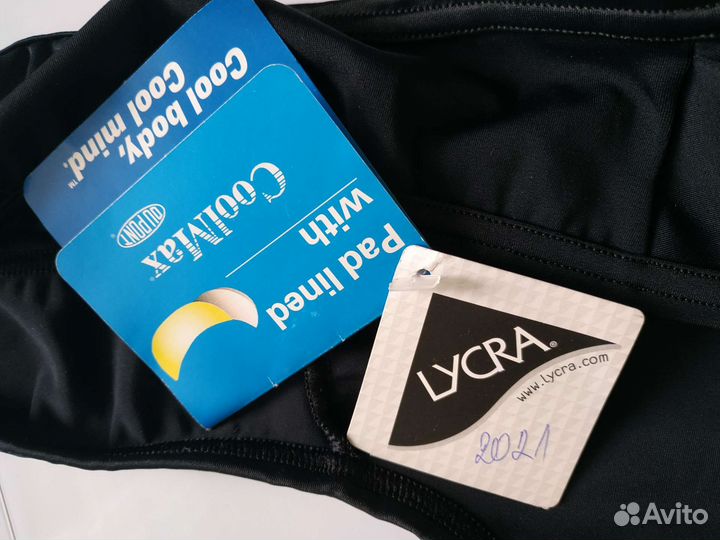 Cool body,
Cool mind.™
Pad lined
with
CoolMax®
DUPONT
LYCRA®
www.lycra.com
2021
Avito